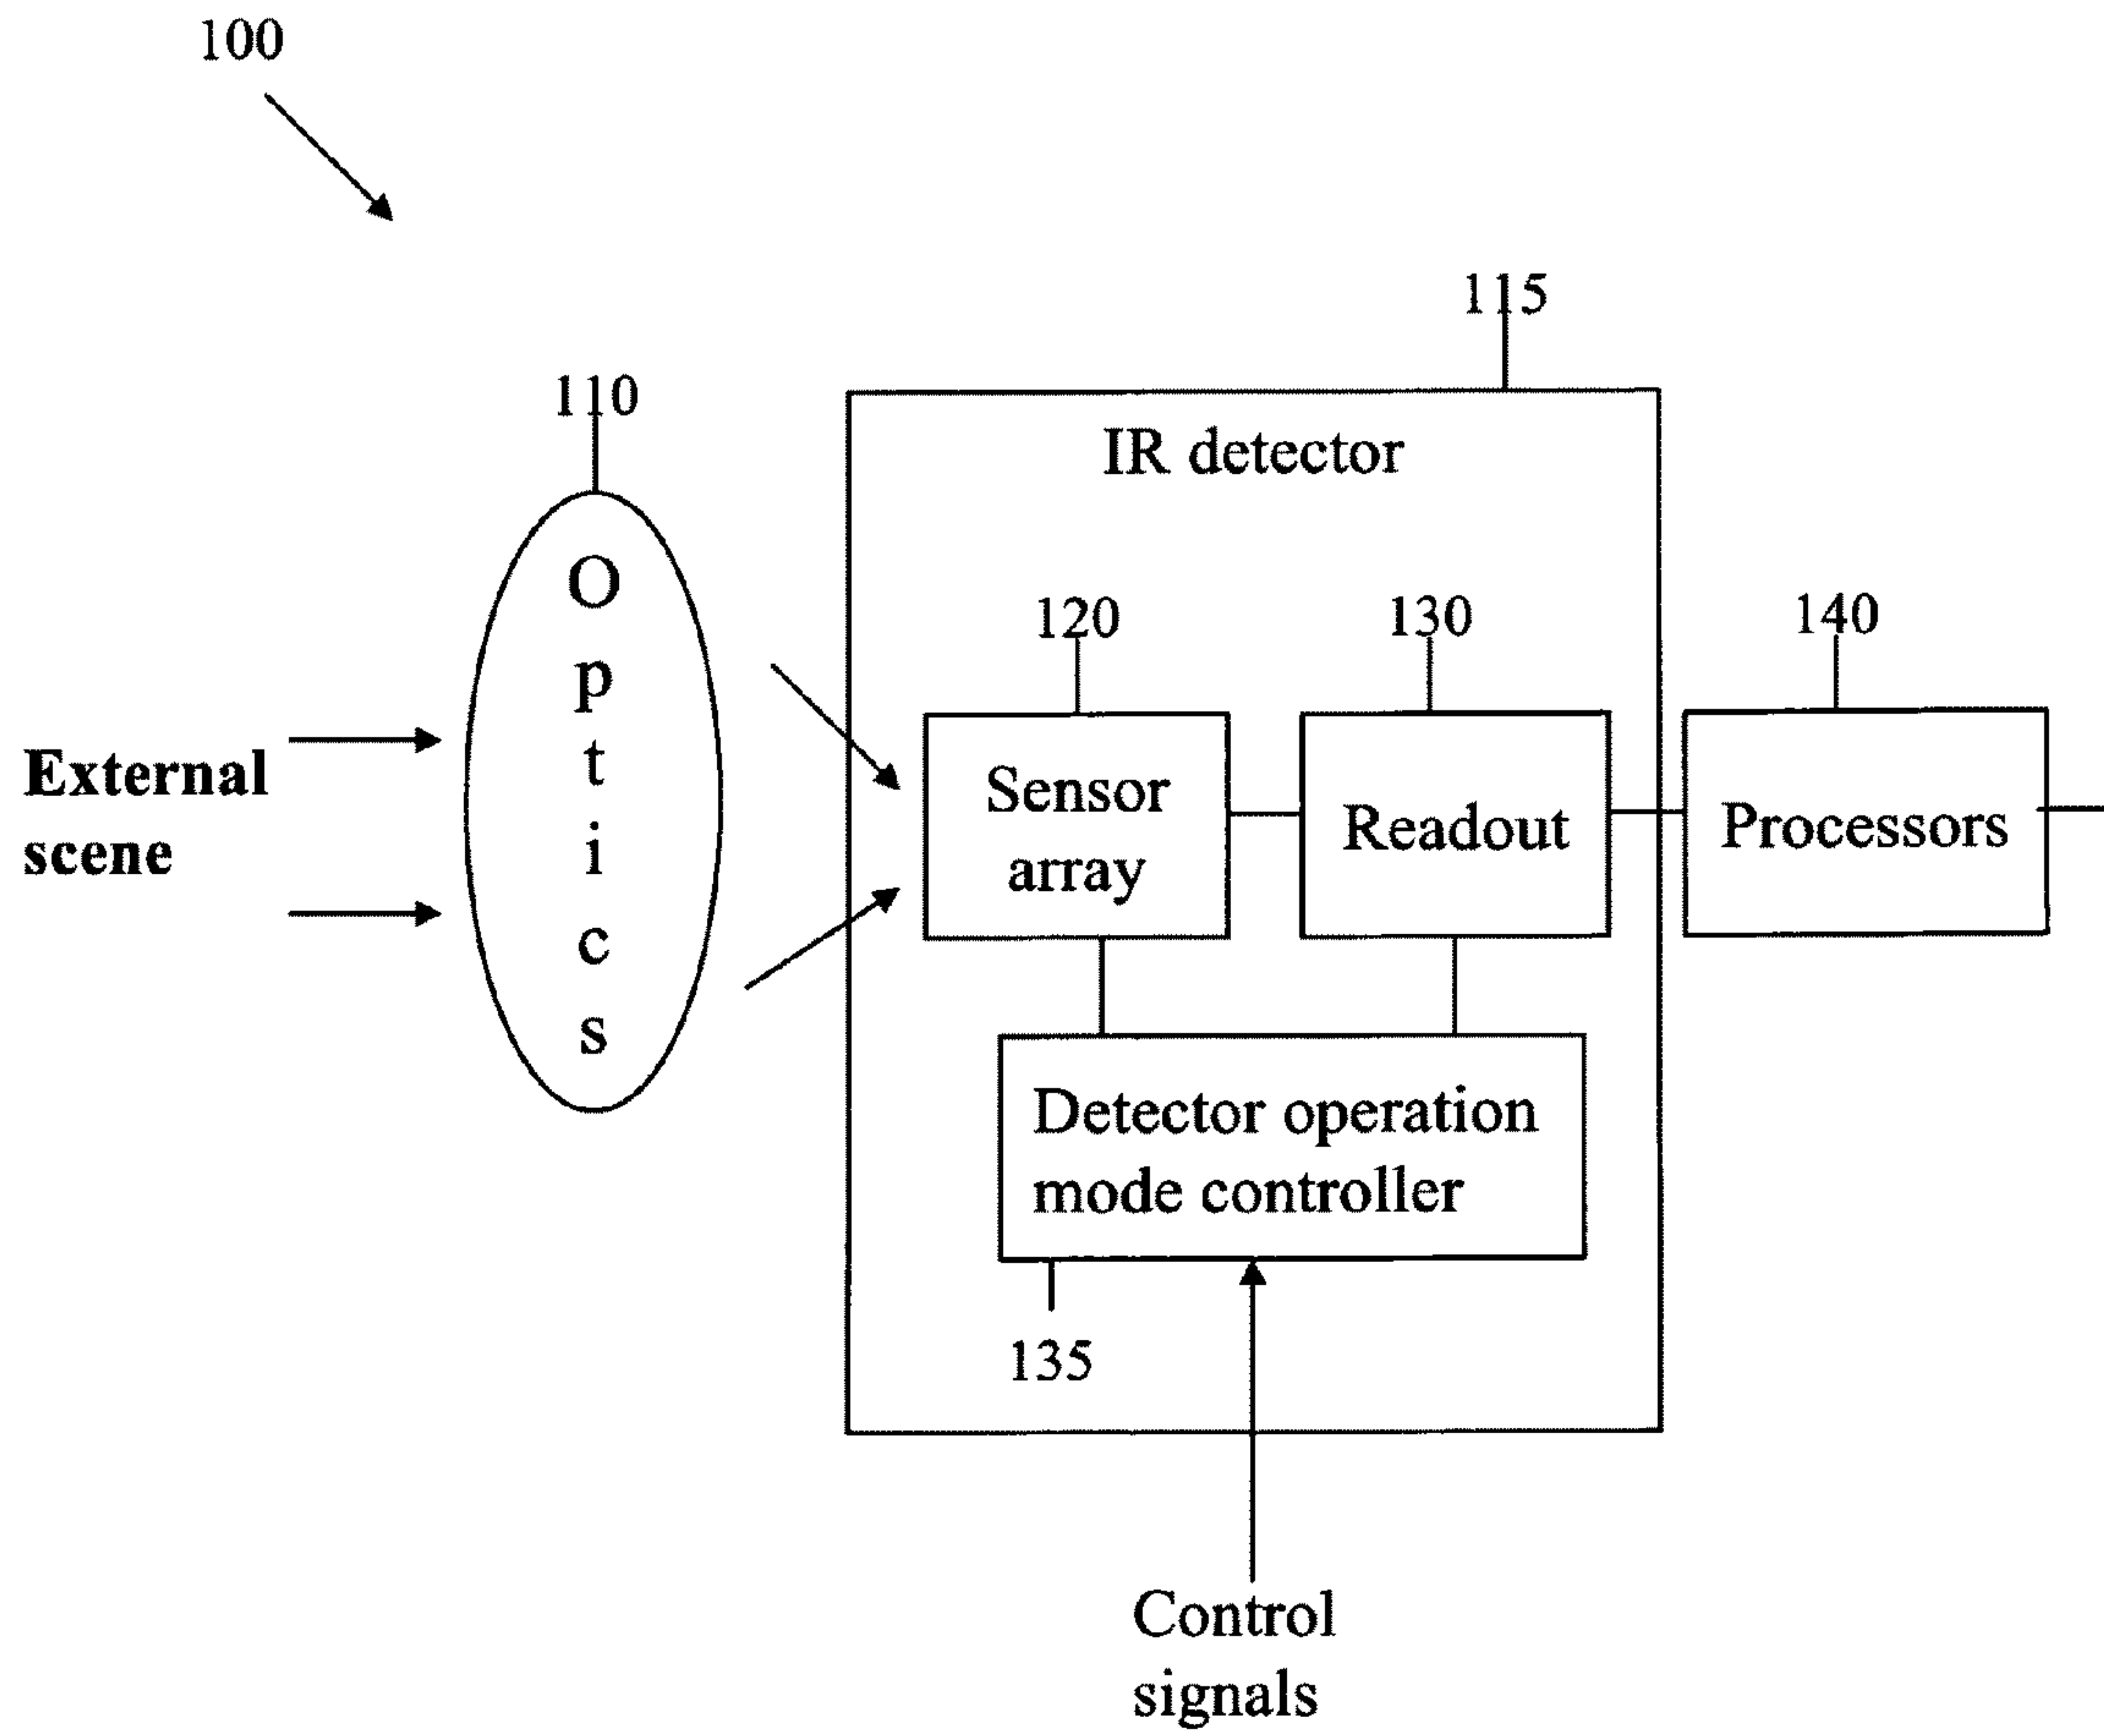 100
115
110
IR detector
Optics
120
130
140
External
scene
Sensor
array
Readout
Processors
Detector operation
mode controller
135
Control
signals